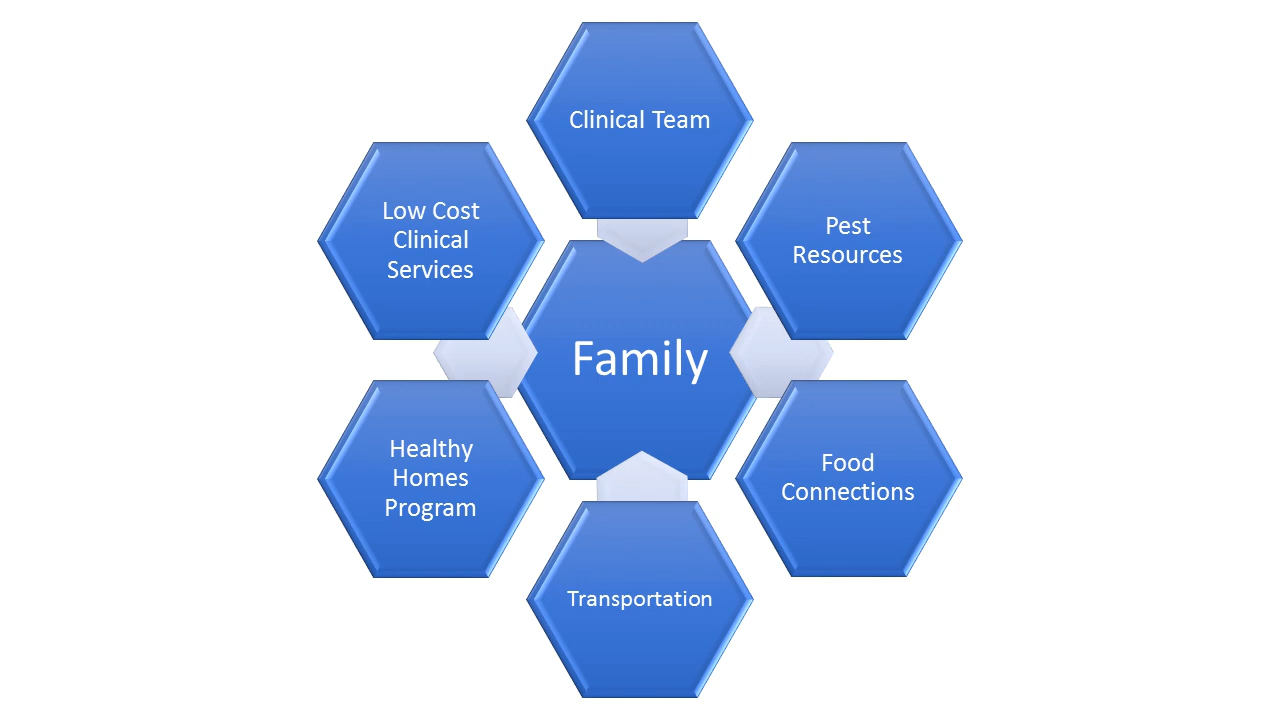 Clinical Team
Low Cost
Clinical
Services
Pest
Resources
Family
Healthy
Homes
Program
Food
Connections
Transportation